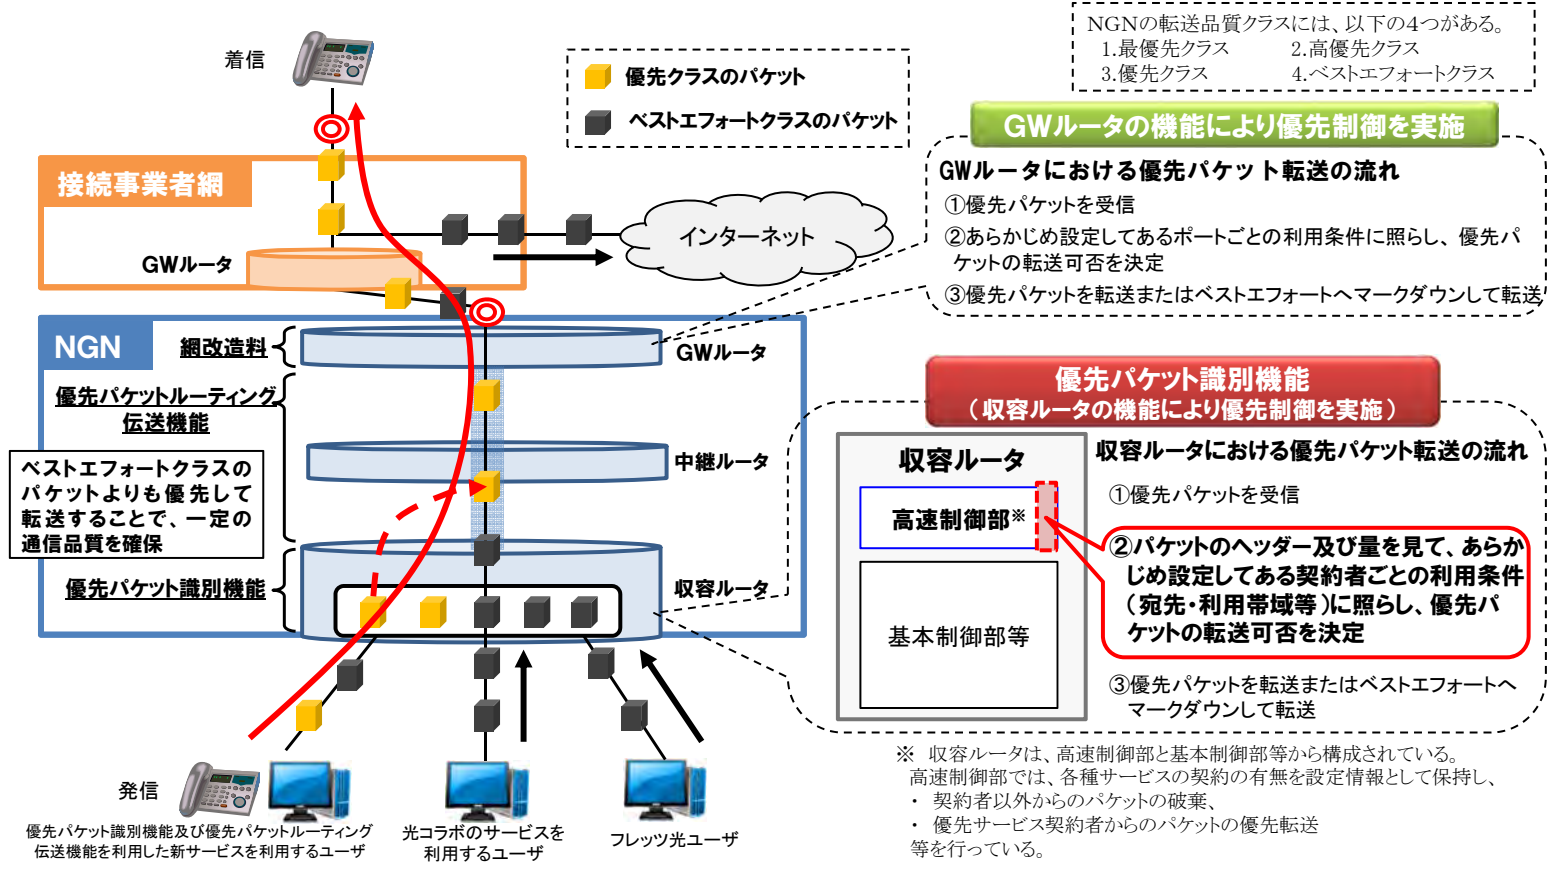 NGNの転送品質クラスには、以下の4つがある。
1.最優先クラス 2.高優先クラス
3.優先クラス 4.ベストエフォートクラス
着信
優先クラスのパケット
ベストエフォートクラスのパケット
GWルータの機能により優先制御を実施
GWルータにおける優先パケット転送の流れ
①優先パケットを受信
②あらかじめ設定してあるポートごとの利用条件に照らし、優先パ
ケットの転送可否を決定
③優先パケットを転送またはベストエフォートへマークダウンして転送
接続事業者網
GWルータ
インターネット
NGN
網改造料
GWルータ
優先パケットルーティング
伝送機能
中継ルータ
ベストエフォートクラスの
パケットよりも優先して
転送することで、一定の
通信品質を確保
優先パケット識別機能
収容ルータ
優先パケット識別機能
（収容ルータの機能により優先制御を実施）
収容ルータ
高速制御部※
基本制御部等
収容ルータにおける優先パケット転送の流れ
①優先パケットを受信
②パケットのヘッダー及び量を見て、あらか
じめ設定してある契約者ごとの利用条件
（宛先・利用帯域等）に照らし、優先パ
ケットの転送可否を決定
③優先パケットを転送またはベストエフォートへ
マークダウンして転送
※ 収容ルータは、高速制御部と基本制御部等から構成されている。
高速制御部では、各種サービスの契約の有無を設定情報として保持し、
・ 契約者以外からのパケットの破棄、
・ 優先サービス契約者からのパケットの優先転送
等を行っている。
発信
優先パケット識別機能及び優先パケットルーティング
伝送機能を利用した新サービスを利用するユーザ
光コラボのサービスを
利用するユーザ
フレッツ光ユーザ